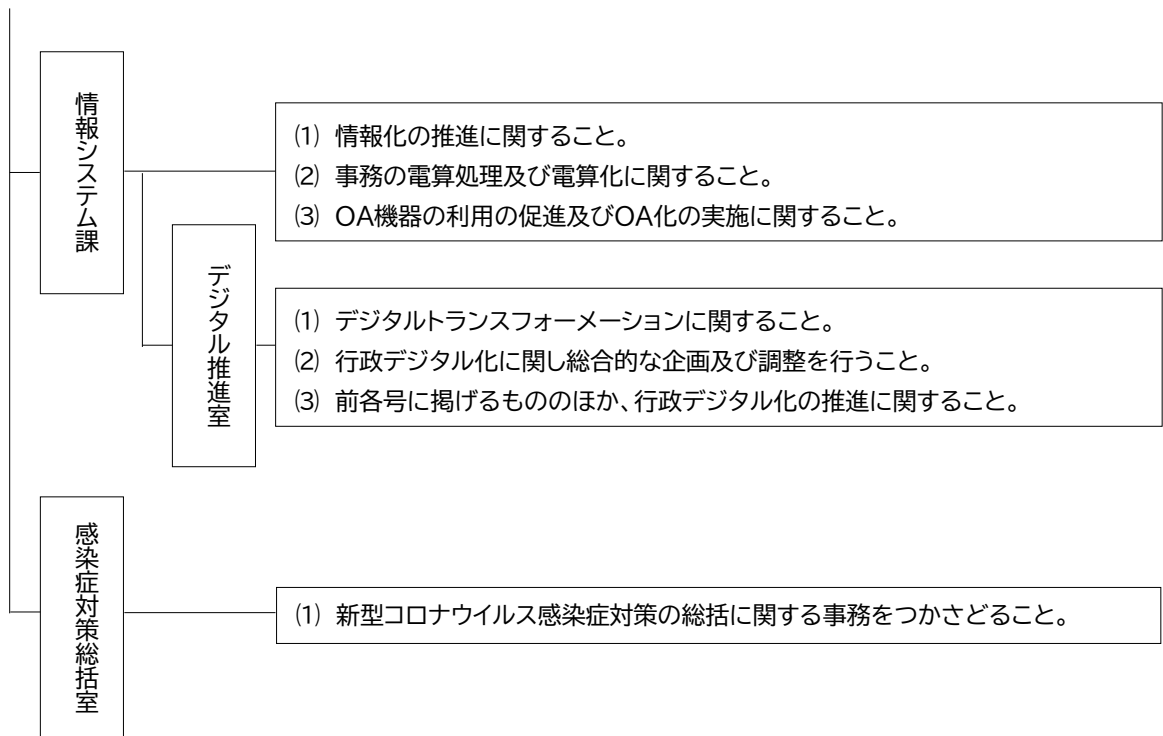 情報システム課
⑴ 情報化の推進に関すること。
⑵ 事務の電算処理及び電算化に関すること。
⑶ OA機器の利用の促進及びOA化の実施に関すること。
デジタル推進室
⑴ デジタルトランスフォーメーションに関すること。
⑵ 行政デジタル化に関し総合的な企画及び調整を行うこと。
⑶ 前各号に掲げるもののほか、行政デジタル化の推進に関すること。
感染症対策総括室
⑴ 新型コロナウイルス感染症対策の総括に関する事務をつかさどること。